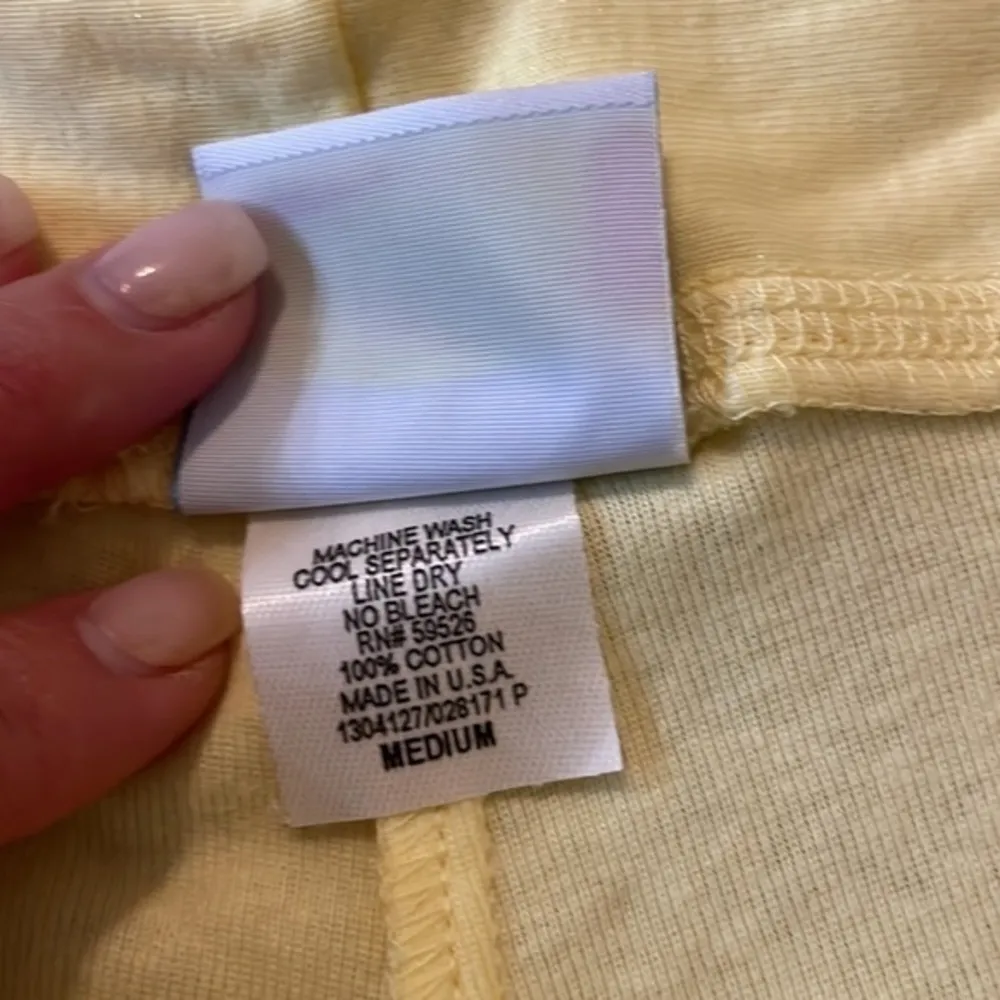 MACHINE WASH
COOL SEPARATELY
LINE DRY
NO BLEACH
RN# 59526
100% COTTON
MADE IN U.S.A.
1304127/028171 P
MEDIUM